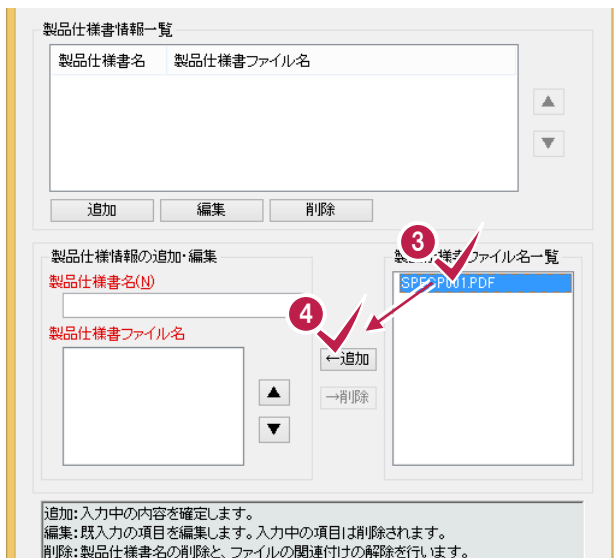 製品仕様書情報一覧
製品仕様書名 製品仕様書ファイル名
▲
▼
追加 編集 削除
製品仕様情報の追加・編集
製品仕様書名(N)
製品仕様書ファイル名
▲
▼
3
ファイル名一覧
SPECP001.PDF
4
←追加
→削除
追加:入力中の内容を確定します。
編集:既入力の項目を編集します。入力中の項目は削除されます。
削除:製品仕様書名の削除と、ファイルの関連付けの解除を行います。